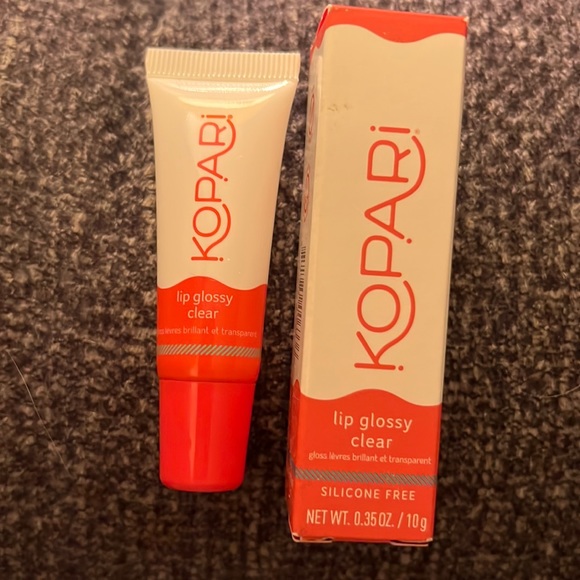 KOPARi
lip glossy
clear
gloss lèvres brillant et transparent
KOPARi
lip glossy
clear
gloss lèvres brillant et transparent
SILICONE FREE
NET WT. 0.35 OZ. / 10g